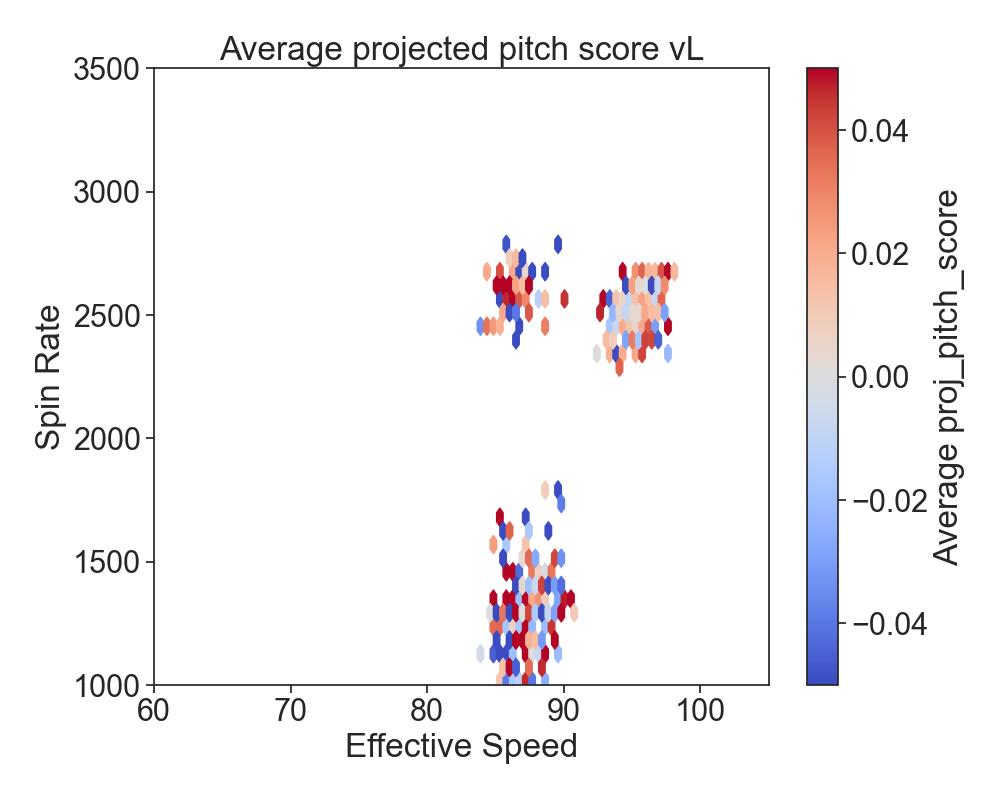 Average projected pitch score vL
3500
3000
2500
2000
1500
1000
Spin Rate
60 70 80 90 100
Effective Speed
0.04
0.02
0.00
−0.02
−0.04
Average proj_pitch_score